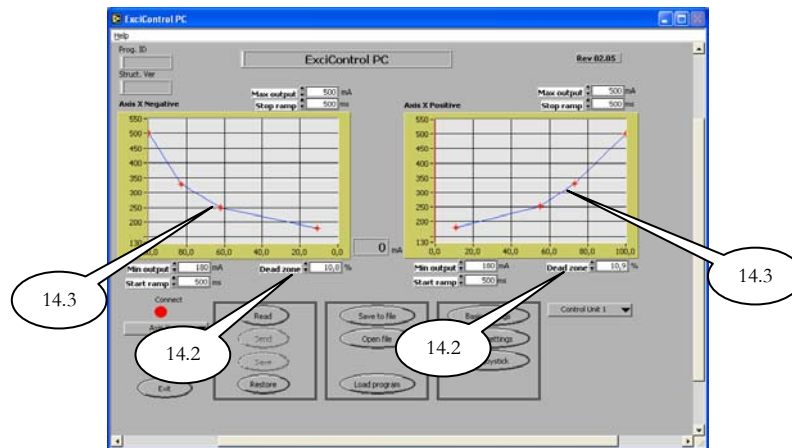 ExciControl PC
Help
Prog. ID
ExciControl PC
Rev 02.05
Struct. Ver
Max output 500 mA
Stop ramp 500 ms
Max output 500 mA
Stop ramp 500 ms
Axis X Negative
Axis X Positive
550
500
450
400
350
300
250
200
130
80,0 60,0 40,0 20,0 0,0
550
500
450
400
350
300
250
200
130
0,0 20,0 40,0 60,0 80,0 100,0
0 mA
Min output 180 mA
Dead zone %
Start ramp 500 ms
Min output 180 mA
Dead zone 10,9 %
Start ramp 500 ms
14.3
14.3
14.2
14.2
Connect
Read
Send
Save
Restore
Save to file
Open file
Load program
Control Unit 1
Exit